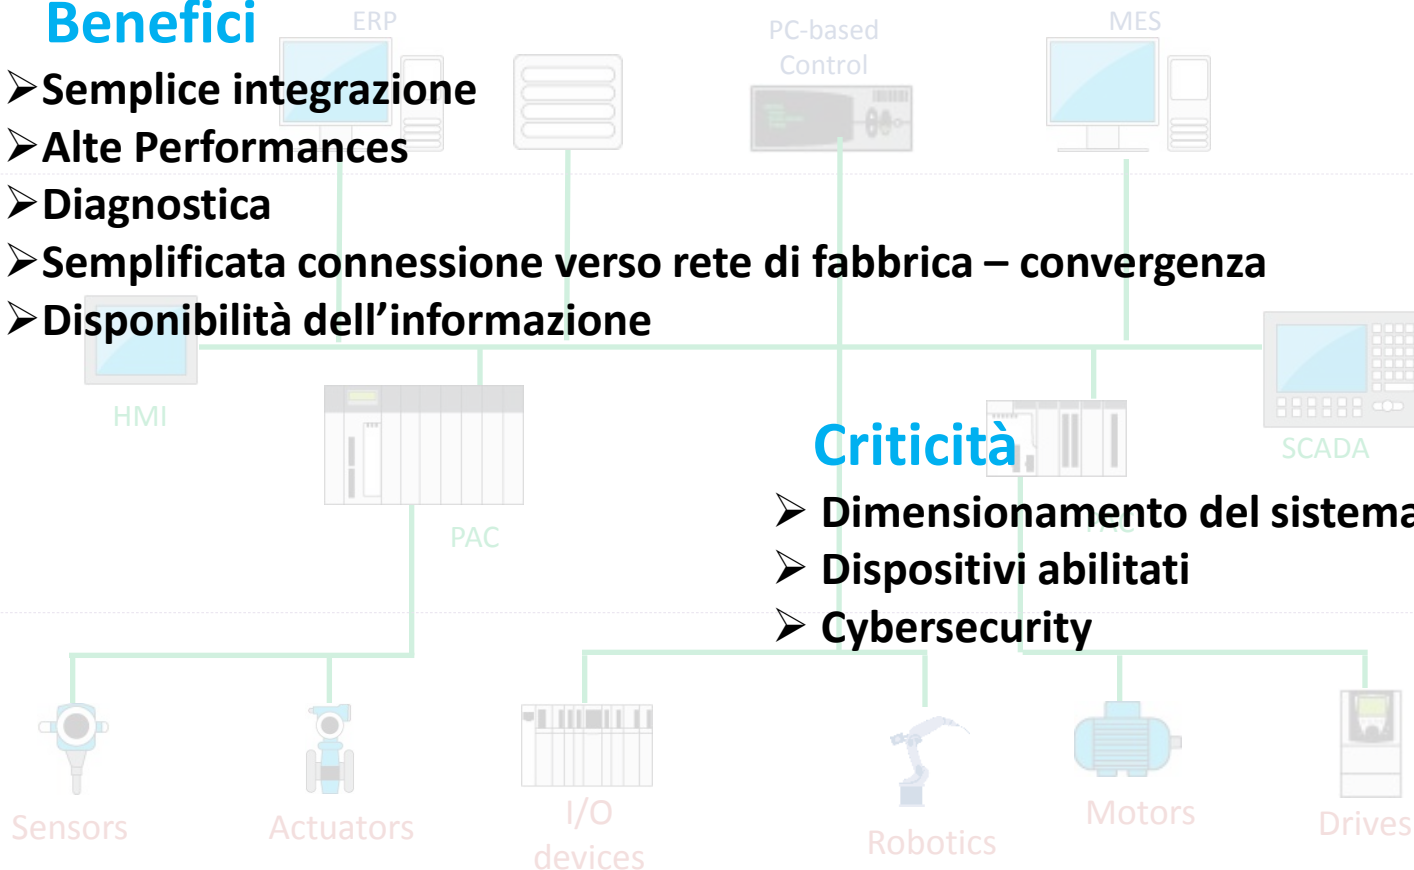 Benefici
ERP
PC-based
Control
MES
➢Semplice integrazione
➢Alte Performances
➢Diagnostica
➢Semplificata connessione verso rete di fabbrica – convergenza
➢Disponibilità dell’informazione
HMI
SCADA
Criticità
➢ Dimensionamento del sistema
PAC
PAC
➢ Dispositivi abilitati
➢ Cybersecurity
Sensors
Actuators
I/O
devices
Robotics
Motors
Drives